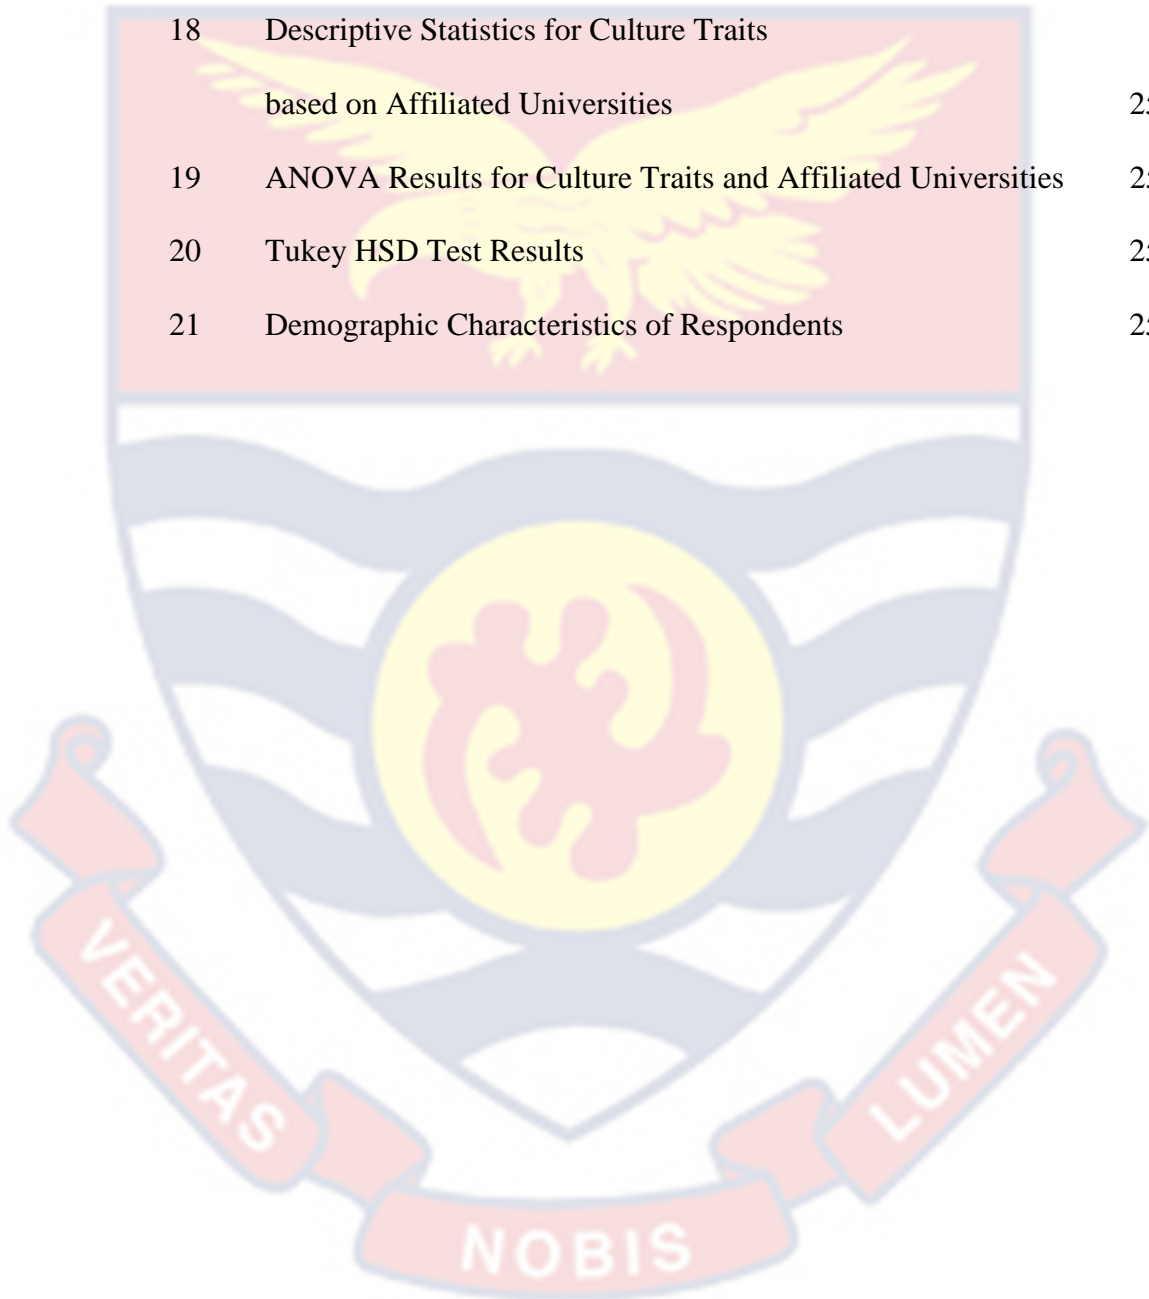 18 Descriptive Statistics for Culture Traits
based on Affiliated Universities
19 ANOVA Results for Culture Traits and Affiliated Universities
20 Tukey HSD Test Results
21 Demographic Characteristics of Respondents
VERITAS
NOBIS
LUMEN